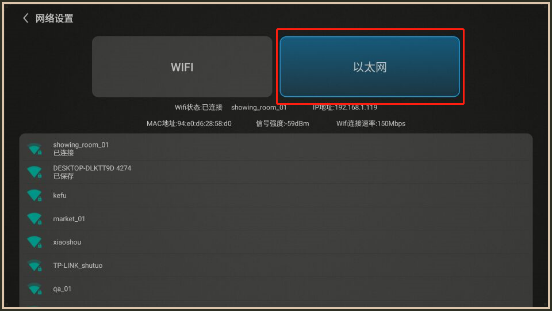 网络设置
WIFI
以太网
Wifi状态:已连接 showing_room_01 IP地址:192.168.1.119
MAC地址:94:e0:d6:28:58:d0 信号强度:-59dBm Wifi连接速率:150Mbps
showing_room_01
已连接
DESKTOP-DLKTT9D 4274
已保存
kefu
market_01
xiaoshou
TP-LINK_shutuo
qa_01